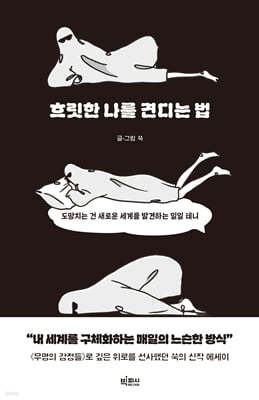 흐릿한 나를 견디는 법
글·그림 쑥
도망치는 건 새로운 세계를 발견하는 일일 테니
“내 세계를 구체화하는 매일의 느슨한 방식”
《무명의 감정들》로 깊은 위로를 선사했던 쑥의 신작 에세이
빅피시